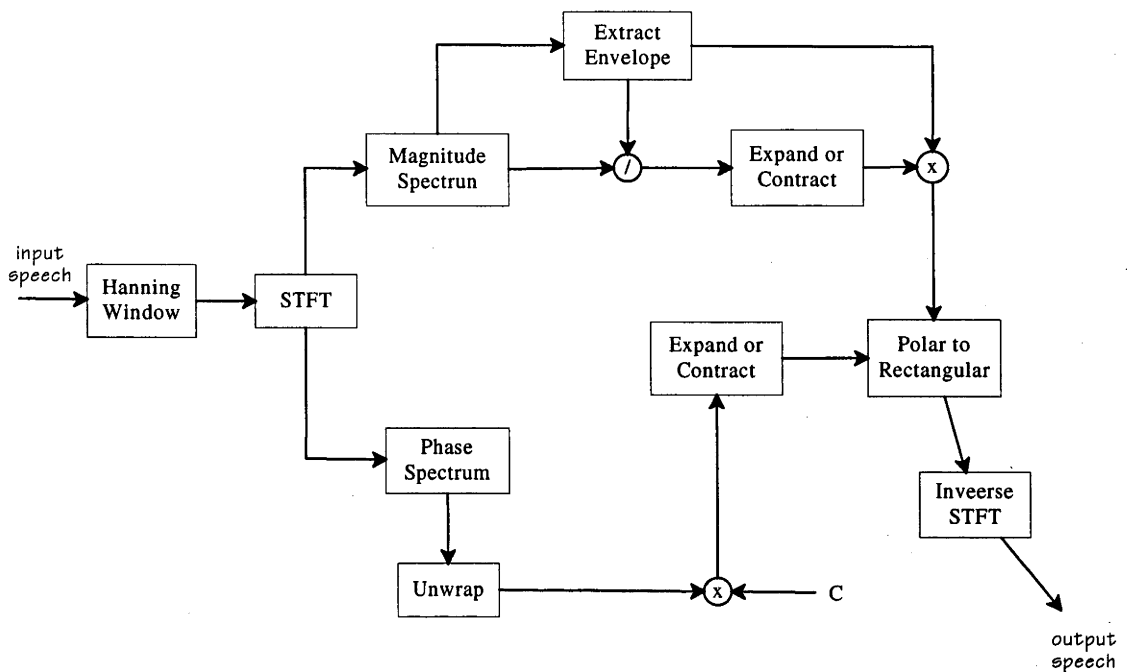 Extract
Envelope
Magnitude
Spectrun
/
Expand or
Contract
x
input
speech
Hanning
Window
STFT
Expand or
Contract
Polar to
Rectangular
Phase
Spectrum
Inveerse
STFT
Unwrap
x
C
output
speech